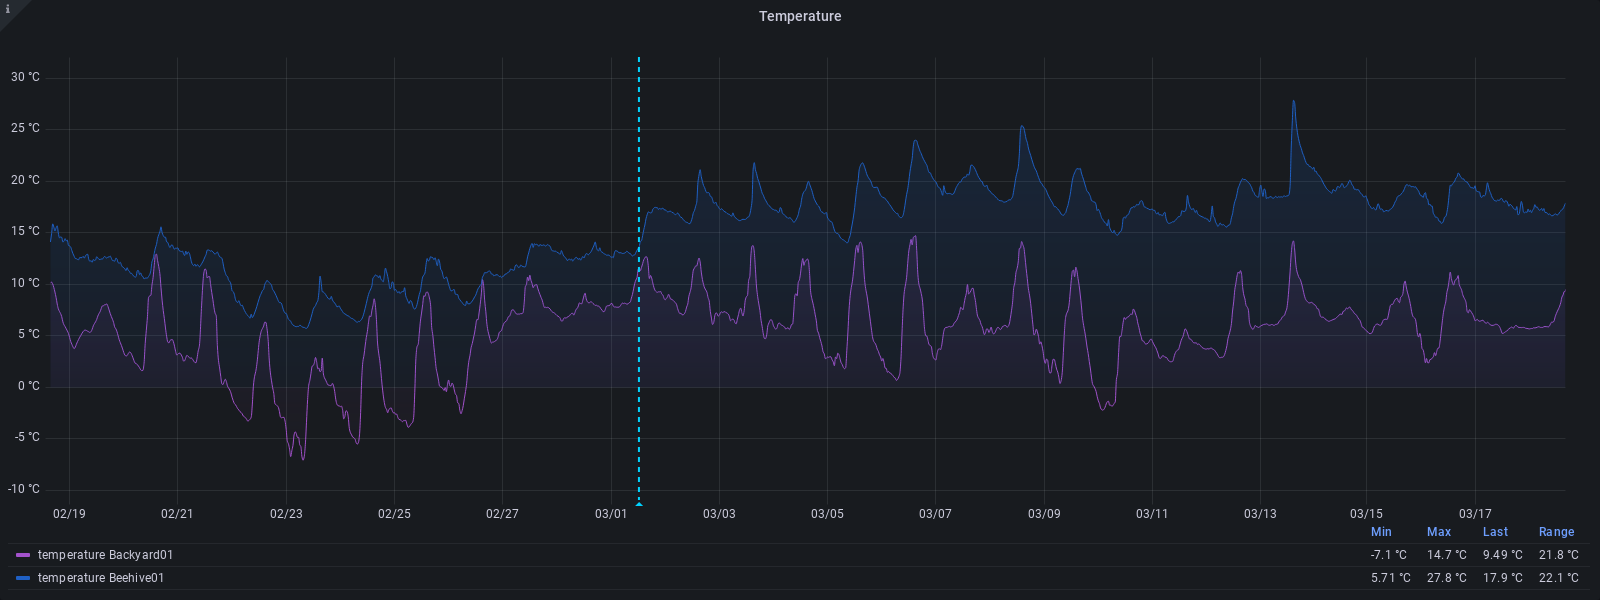 i
Temperature
30 °C
25 °C
20 °C
15 °C
10 °C
5 °C
0 °C
-5 °C
-10 °C
02/19 02/21 02/23 02/25 02/27 03/01 03/03 03/05 03/07 03/09 03/11 03/13 03/15 03/17
Min Max Last Range
temperature Backyard01 -7.1 °C 14.7 °C 9.49 °C 21.8 °C
temperature Beehive01 5.71 °C 27.8 °C 17.9 °C 22.1 °C